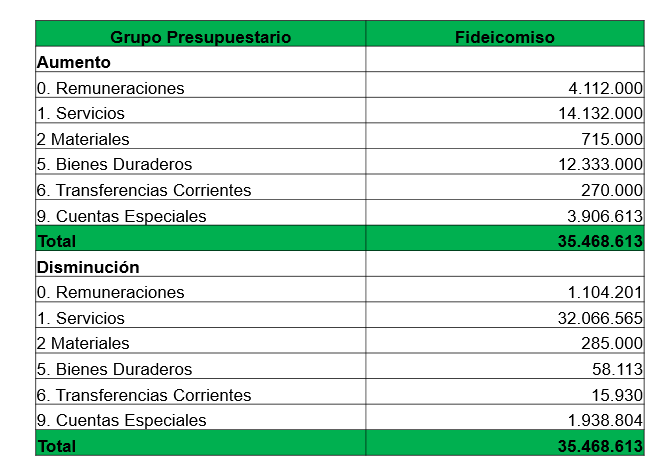 Grupo Presupuestario Fideicomiso
Aumento
0. Remuneraciones 4.112.000
1. Servicios 14.132.000
2 Materiales 715.000
5. Bienes Duraderos 12.333.000
6. Transferencias Corrientes 270.000
9. Cuentas Especiales 3.906.613
Total 35.468.613
Disminución
0. Remuneraciones 1.104.201
1. Servicios 32.066.565
2 Materiales 285.000
5. Bienes Duraderos 58.113
6. Transferencias Corrientes 15.930
9. Cuentas Especiales 1.938.804
Total 35.468.613